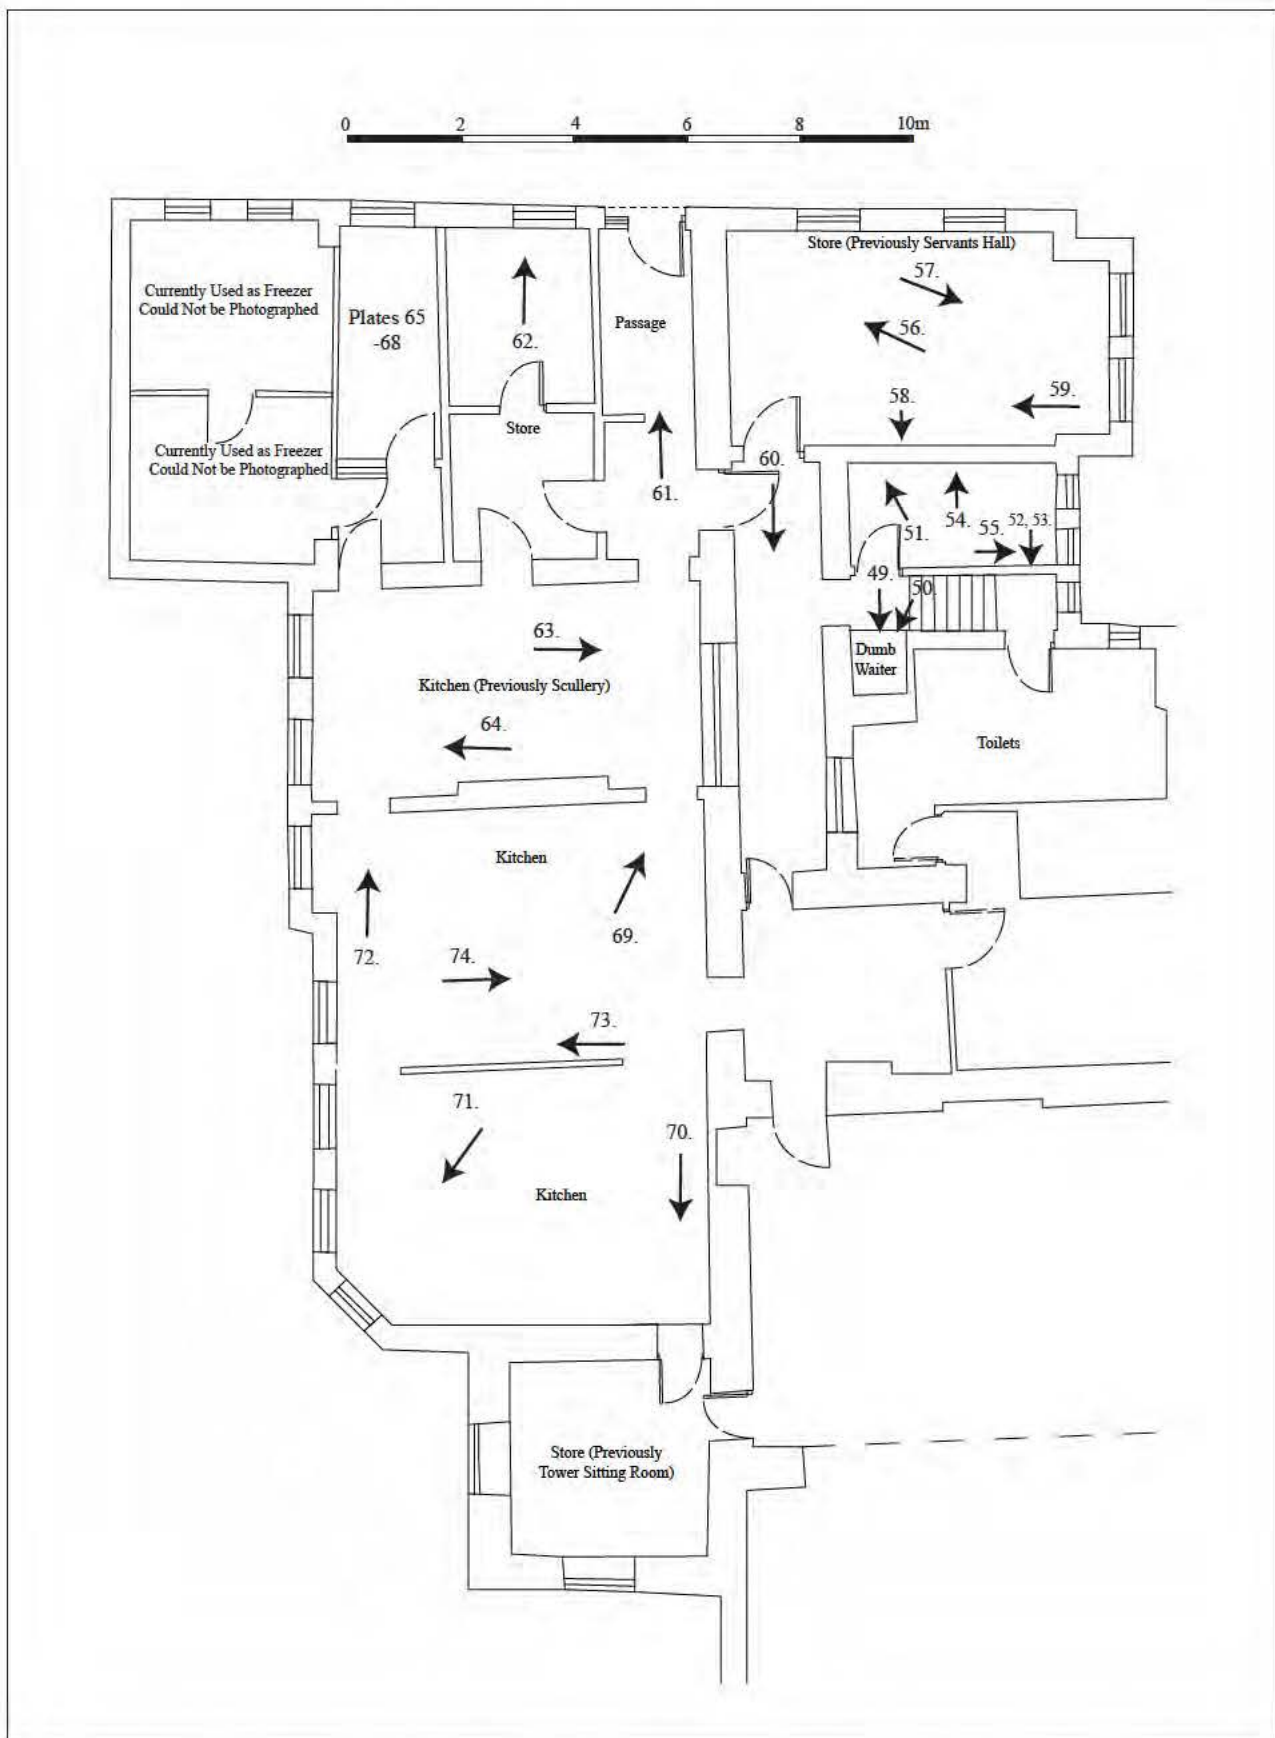 0 2 4 6 8 10m
Store (Previously Servants Hall)
57.
Currently Used as Freezer
Could Not be Photographed
Plates 65
-68
Passage
56.
62.
58.
59.
Store
Currently Used as Freezer
Could Not be Photographed
60.
61.
51.
54.
55.
52, 53.
49.
50.
63.
Dumb
Waiter
Kitchen (Previously Scullery)
64.
Toilets
Kitchen
69.
72.
74.
73.
71.
70.
Kitchen
Store (Previously
Tower Sitting Room)